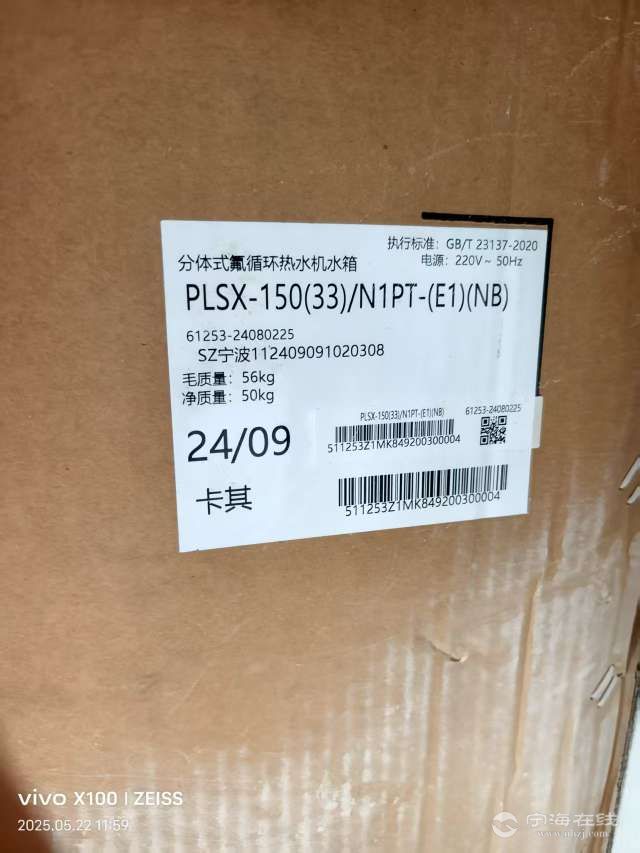 执行标准：GB/T 23137-2020
分体式氟循环热水机水箱
电源：220V～50Hz
PLSX-150(33)/N1PT-(E1)(NB)
61253-24080225
SZ宁波112409091020308
毛质量：56kg
净质量：50kg
PLSX-150(33)/N1PT-(E1)(NB)
61253-24080225
511253Z1MK849200300004
24/09
卡其
511253Z1MK849200300004
vivo X100 | ZEISS
2025.05.22 11:59
宁海在线
www.nhzj.com